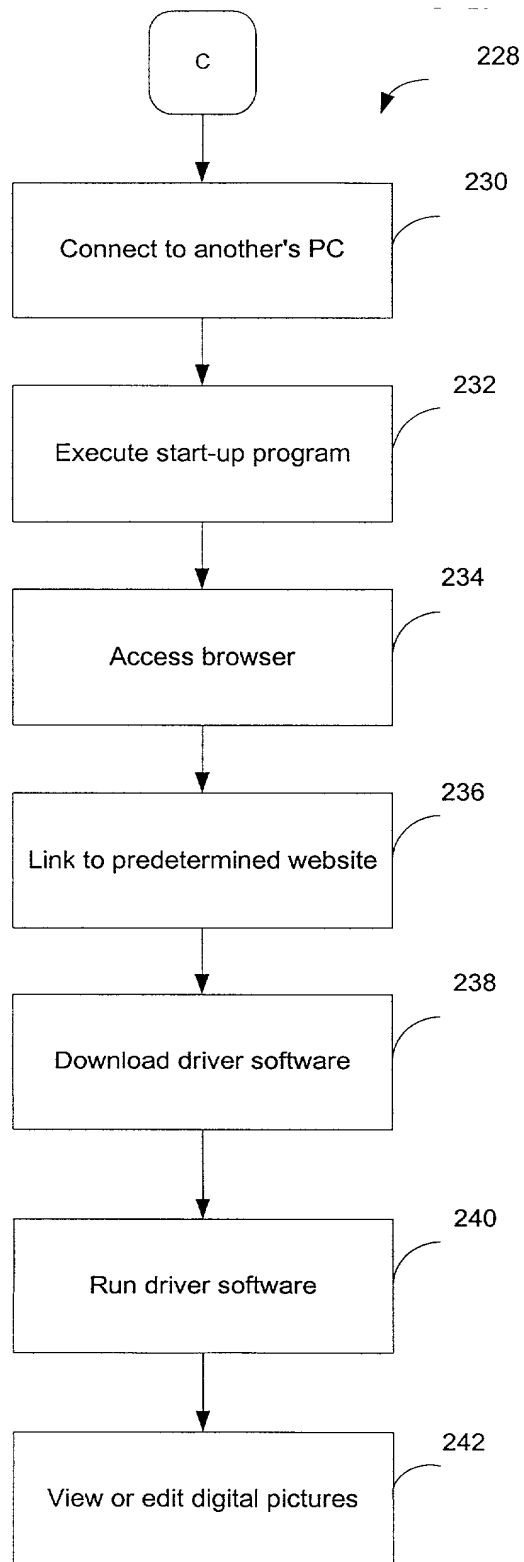 C
228
230
Connect to another's PC
232
Execute start-up program
234
Access browser
236
Link to predetermined website
238
Download driver software
240
Run driver software
242
View or edit digital pictures